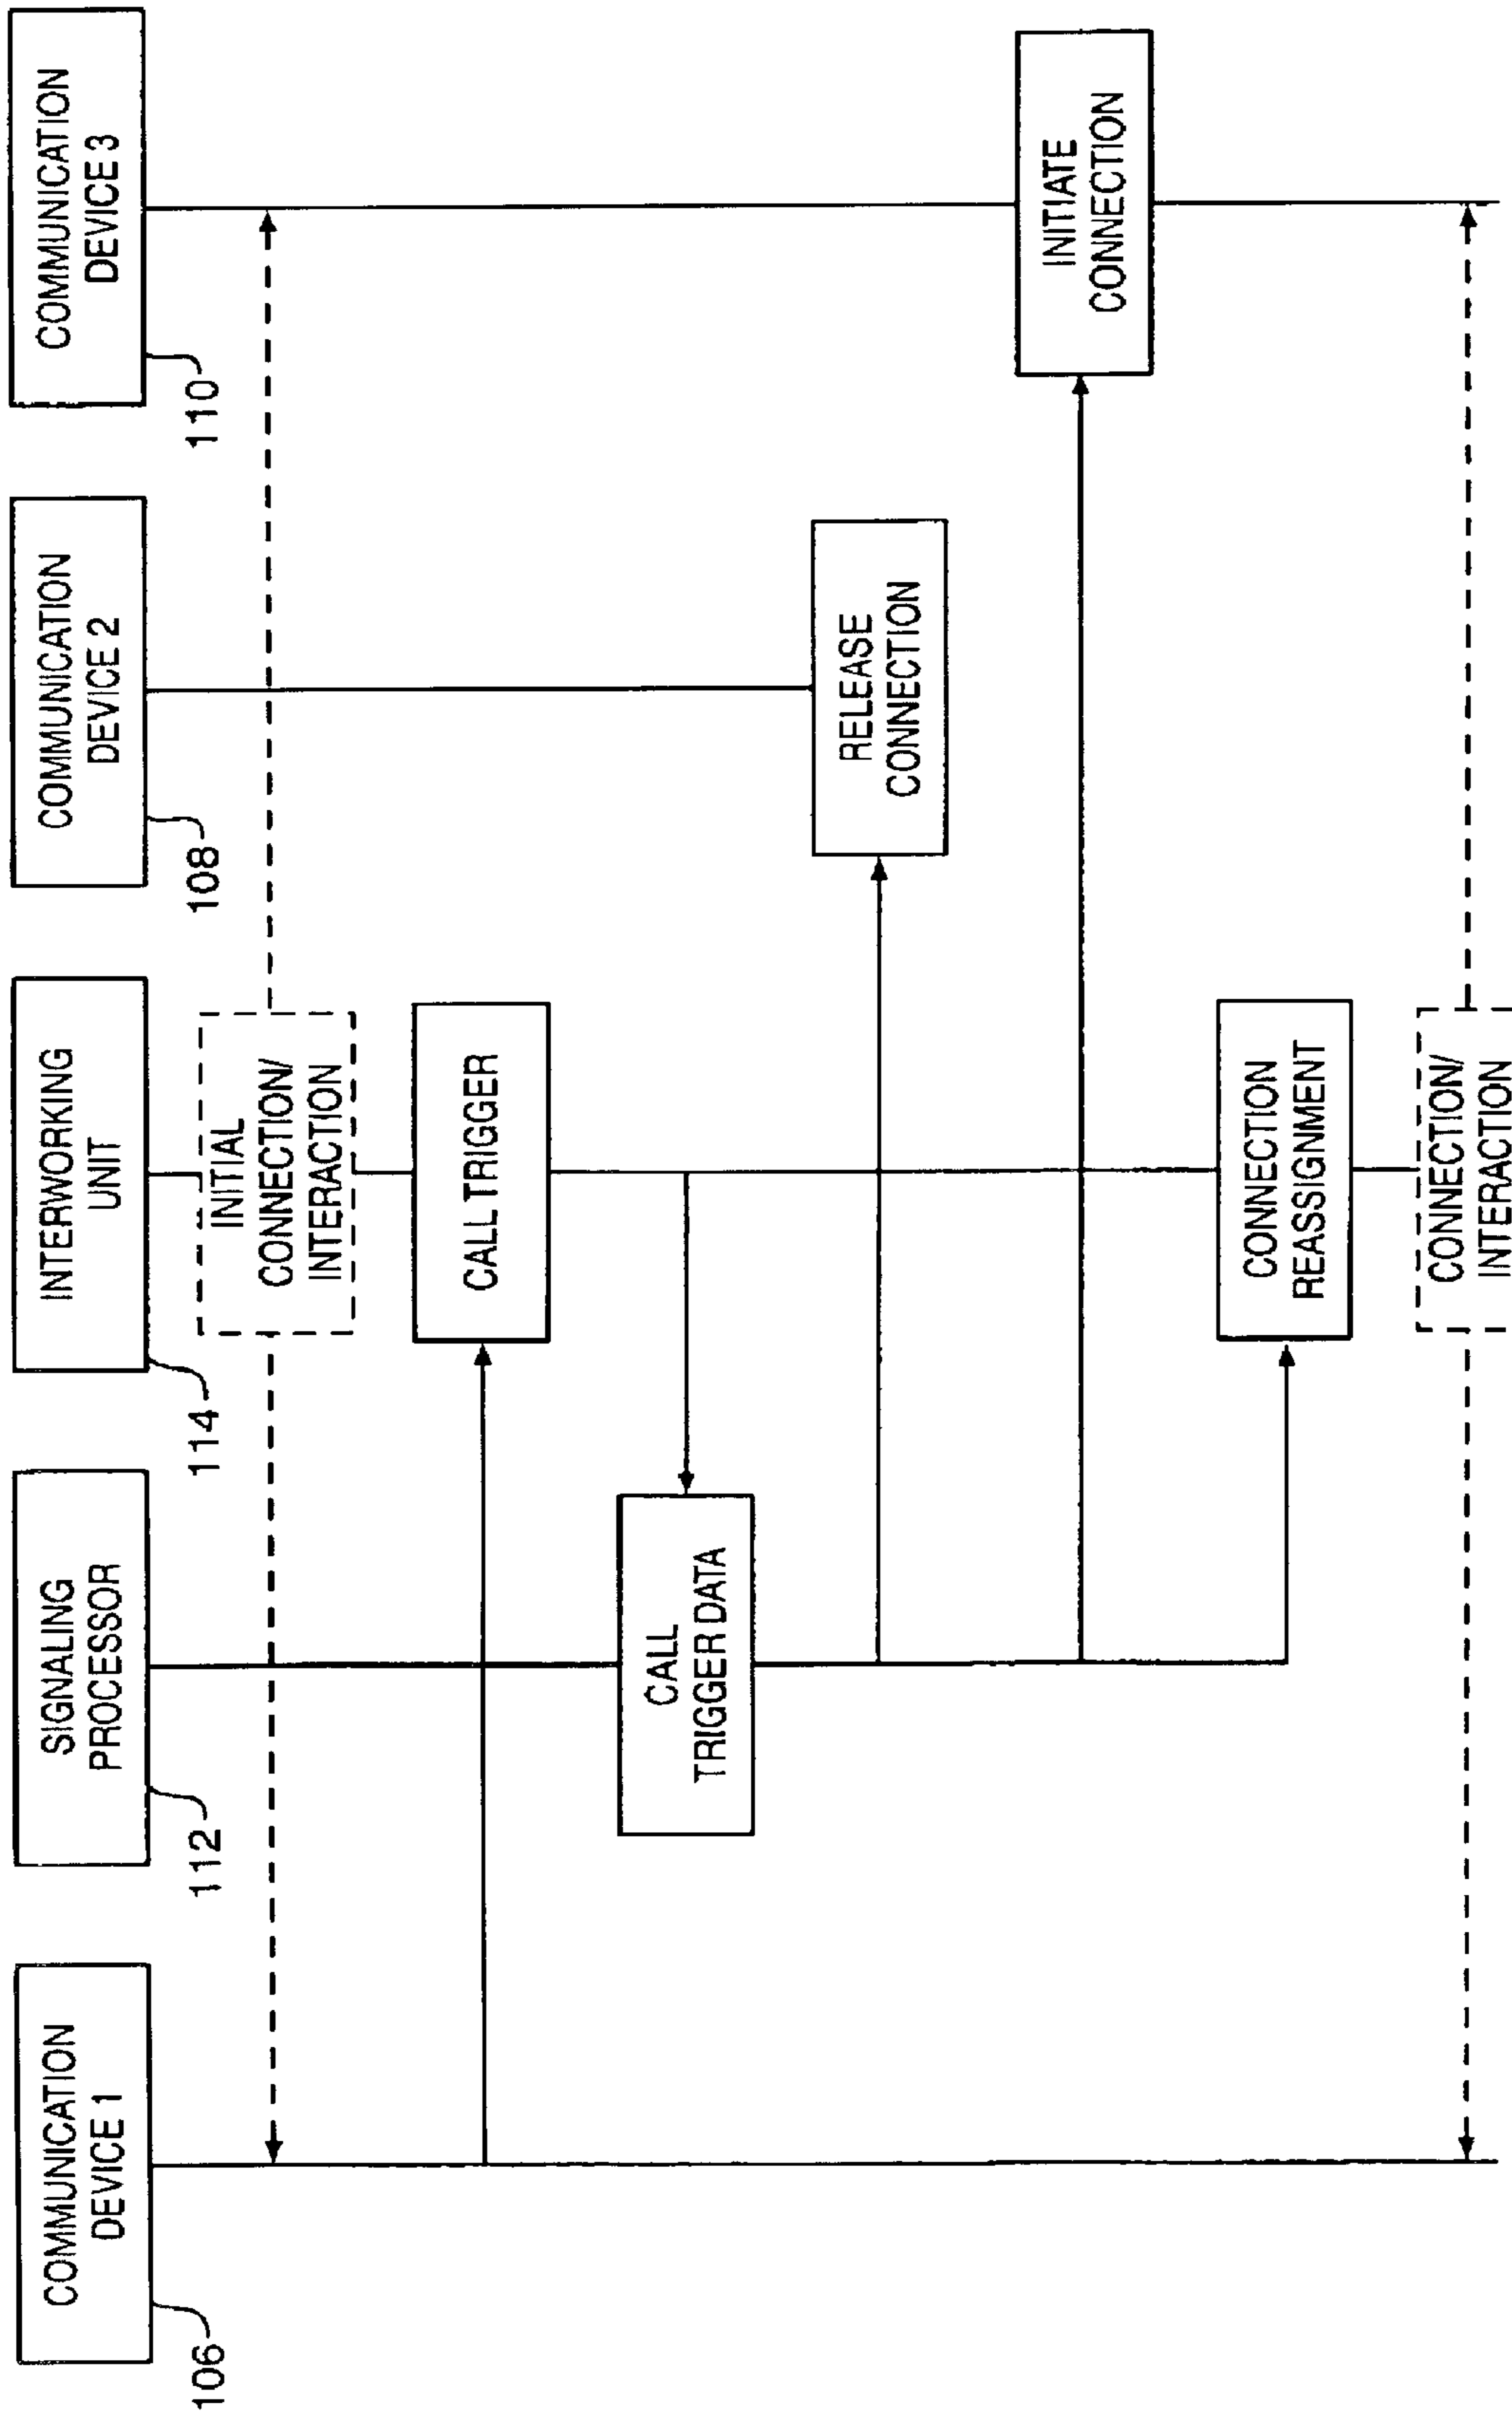 COMMUNICATION
DEVICE 1
106
SIGNALING
PROCESSOR
112
INTERWORKING
UNIT
114
COMMUNICATION
DEVICE 2
108
COMMUNICATION
DEVICE 3
110
INITIAL
CONNECTION/
INTERACTION
CALL TRIGGER
CALL
TRIGGER DATA
RELEASE
CONNECTION
INITIATE
CONNECTION
CONNECTION
REASSIGNMENT
CONNECTION/
INTERACTION